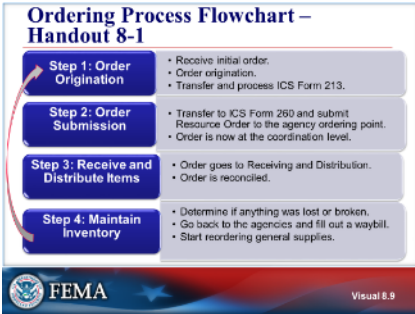 Ordering Process Flowchart –
Handout 8-1
Step 1: Order
Origination
• Receive initial order.
• Order origination.
• Transfer and process ICS Form 213.
Step 2: Order
Submission
• Transfer to ICS Form 260 and submit
Resource Order to the agency ordering point.
• Order is now at the coordination level.
Step 3: Receive and
Distribute Items
• Order goes to Receiving and Distribution.
• Order is reconciled.
Step 4: Maintain
Inventory
• Determine if anything was lost or broken.
• Go back to the agencies and fill out a waybill.
• Start reordering general supplies.
FEMA
Visual 8.9